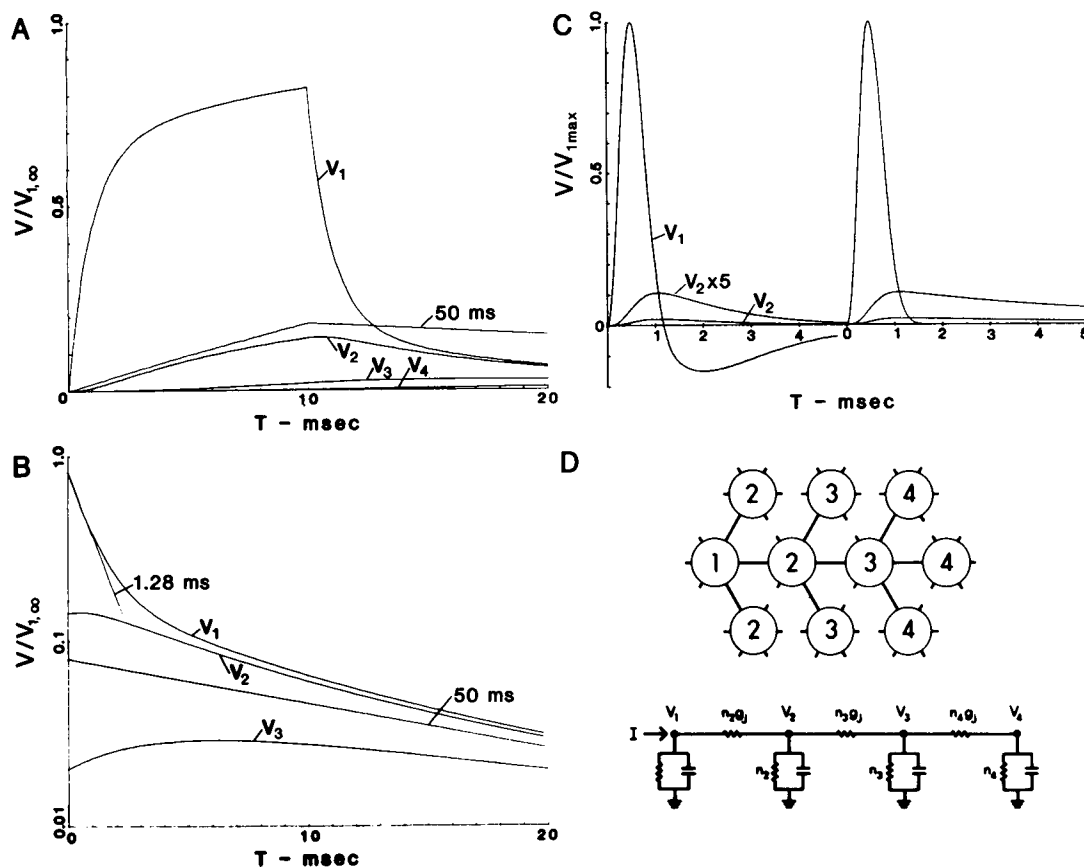 A
V/V1,∞
1.0
0.5
0
0
10
20
V1
50 ms
V2
V3
V4
T - msec
B
V/V1,∞
1.0
0.1
0.01
0
10
20
1.28 ms
V1
V2
50 ms
V3
T - msec
C
V/V1max
1.0
0.5
0
V1
V2x5
V2
1 2 3 4 0 1 2 3 4 5
T - msec
D
2 3 4
1 2 3 4
2 3 4
V1 n2gj V2 n3gj V3 n4gj V4
I
n2 n3 n4